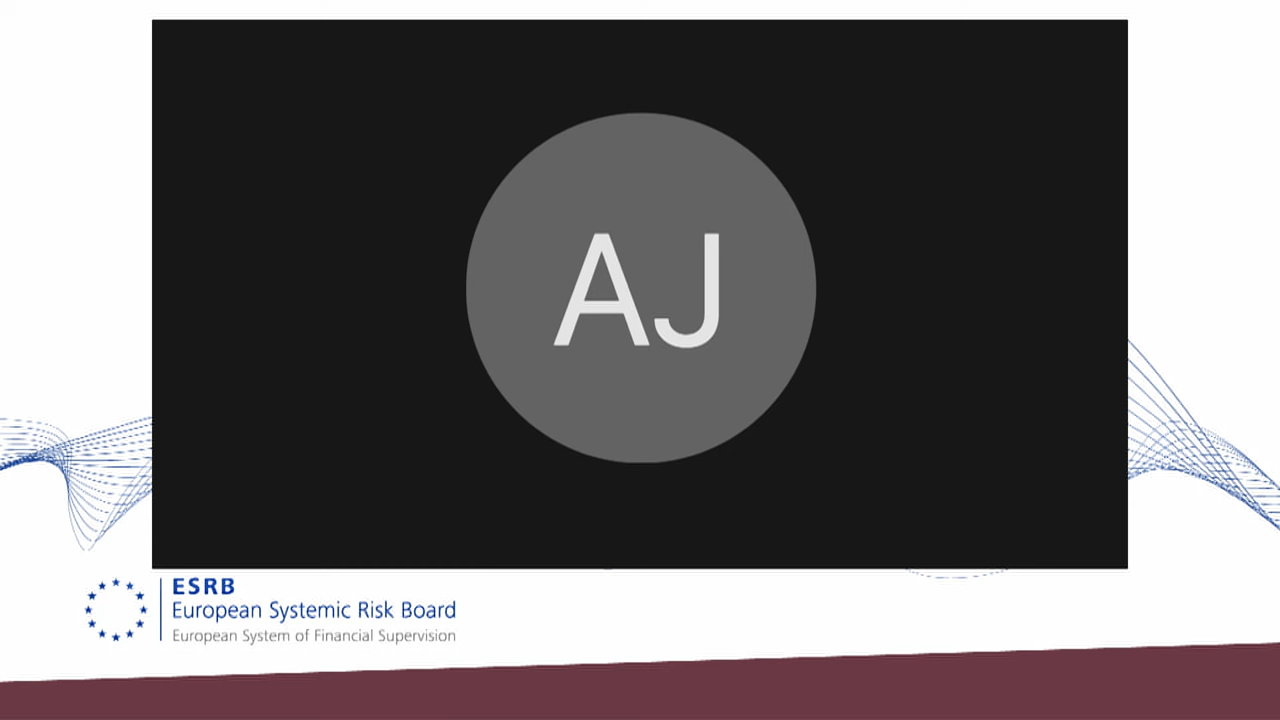 AJ
ESRB
European Systemic Risk Board
European System of Financial Supervision